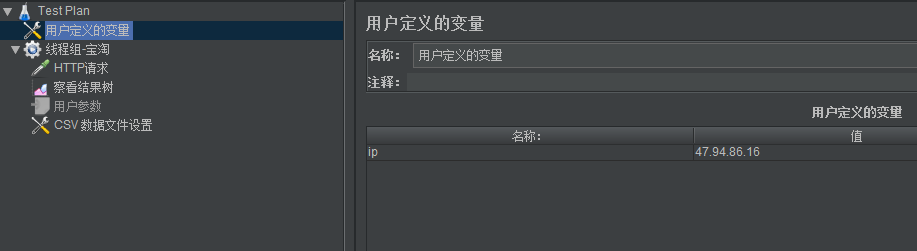 Test Plan
用户定义的变量
线程组-宝淘
HTTP请求
察看结果树
用户参数
CSV 数据文件设置
用户定义的变量
名称: 用户定义的变量
注释:
用户定义的变量
名称: 值
ip 47.94.86.16